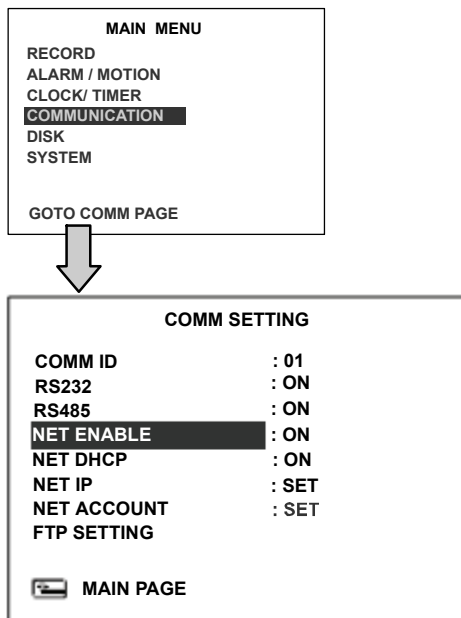 MAIN MENU
RECORD
ALARM / MOTION
CLOCK/ TIMER
COMMUNICATION
DISK
SYSTEM
GOTO COMM PAGE
COMM SETTING
COMM ID : 01
RS232 : ON
RS485 : ON
NET ENABLE : ON
NET DHCP : ON
NET IP : SET
NET ACCOUNT : SET
FTP SETTING
MAIN PAGE